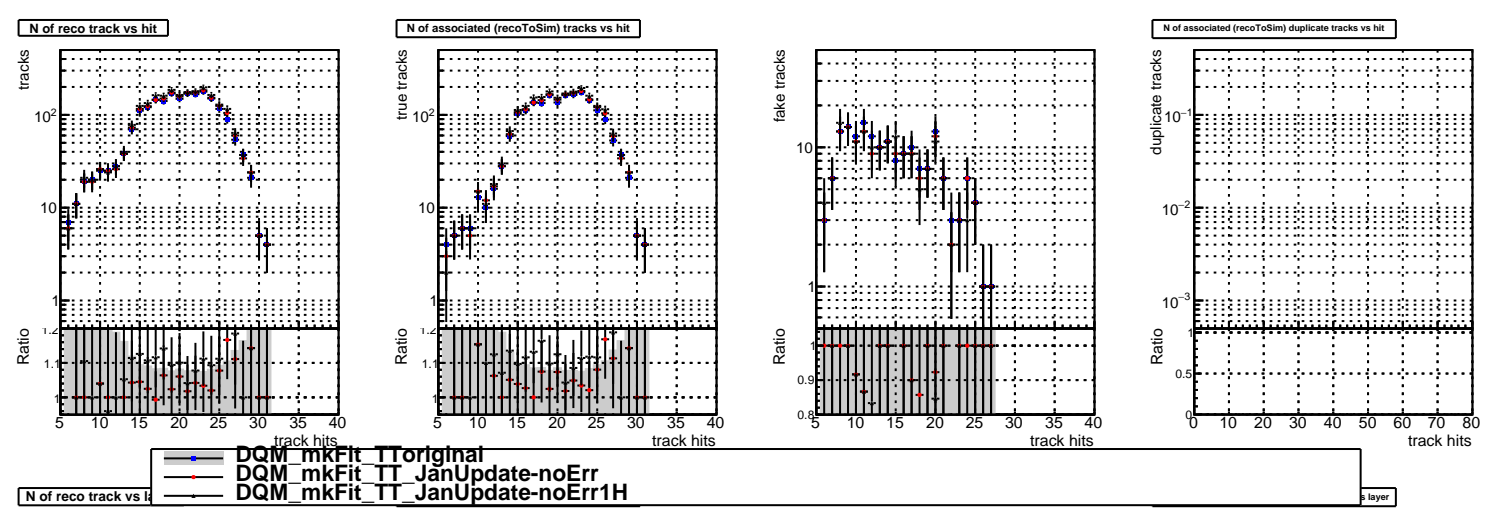 N of reco track vs hit
N of associated (recoToSim) tracks vs hit
N of associated (recoToSim) duplicate tracks vs hit
tracks
10²
10
1
Ratio
1.2
1.1
1
5 10 15 20 25 30 35 40
track hits
true tracks
10²
10
1
Ratio
1.2
1.1
1
5 10 15 20 25 30 35 40
track hits
fake tracks
10
1
Ratio
1
0.9
0.8
5 10 15 20 25 30 35 40
track hits
duplicate tracks
10⁻¹
10⁻²
10⁻³
Ratio
1
0.5
0
0 10 20 30 40 50 60 70 80
track hits
DQM_mkFit_TToriginal
DQM_mkFit_TT_JanUpdate-noErr
DQM_mkFit_TT_JanUpdate-noErr1H
N of reco track vs la
s layer